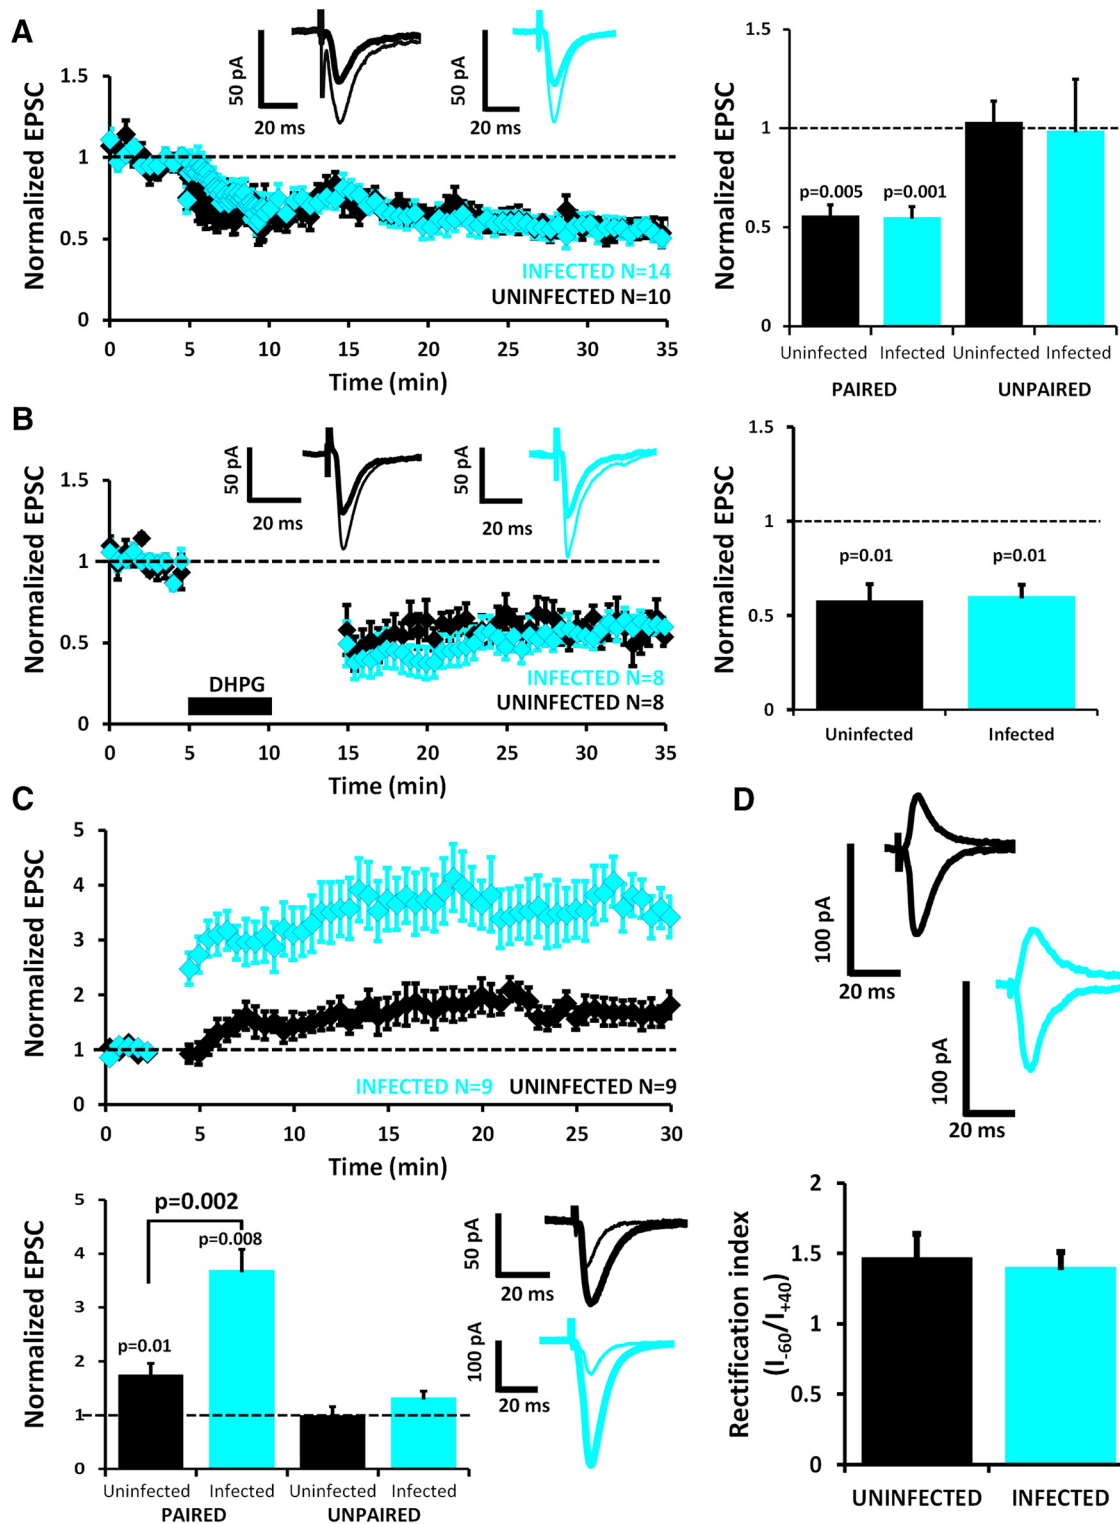 A
Normalized EPSC
1.5
1
0.5
0
50 pA
20 ms
50 pA
20 ms
INFECTED N=14
UNINFECTED N=10
0 5 10 15 20 25 30 35
Time (min)
Normalized EPSC
1.5
1
0.5
0
p=0.005 p=0.001
Uninfected Infected Uninfected Infected
PAIRED UNPAIRED
B
Normalized EPSC
1.5
1
0.5
0
50 pA
20 ms
50 pA
20 ms
DHPG
INFECTED N=8
UNINFECTED N=8
0 5 10 15 20 25 30 35
Time (min)
Normalized EPSC
1.5
1
0.5
0
p=0.01 p=0.01
Uninfected Infected
C
Normalized EPSC
5
4
3
2
1
0
INFECTED N=9 UNINFECTED N=9
0 5 10 15 20 25 30
Time (min)
Normalized EPSC
5
4
3
2
1
0
p=0.002
p=0.008
p=0.01
Uninfected Infected Uninfected Infected
PAIRED UNPAIRED
50 pA
20 ms
100 pA
20 ms
D
100 pA
20 ms
100 pA
20 ms
Rectification index
(I-60/I+40)
2
1.5
1
0.5
0
UNINFECTED INFECTED